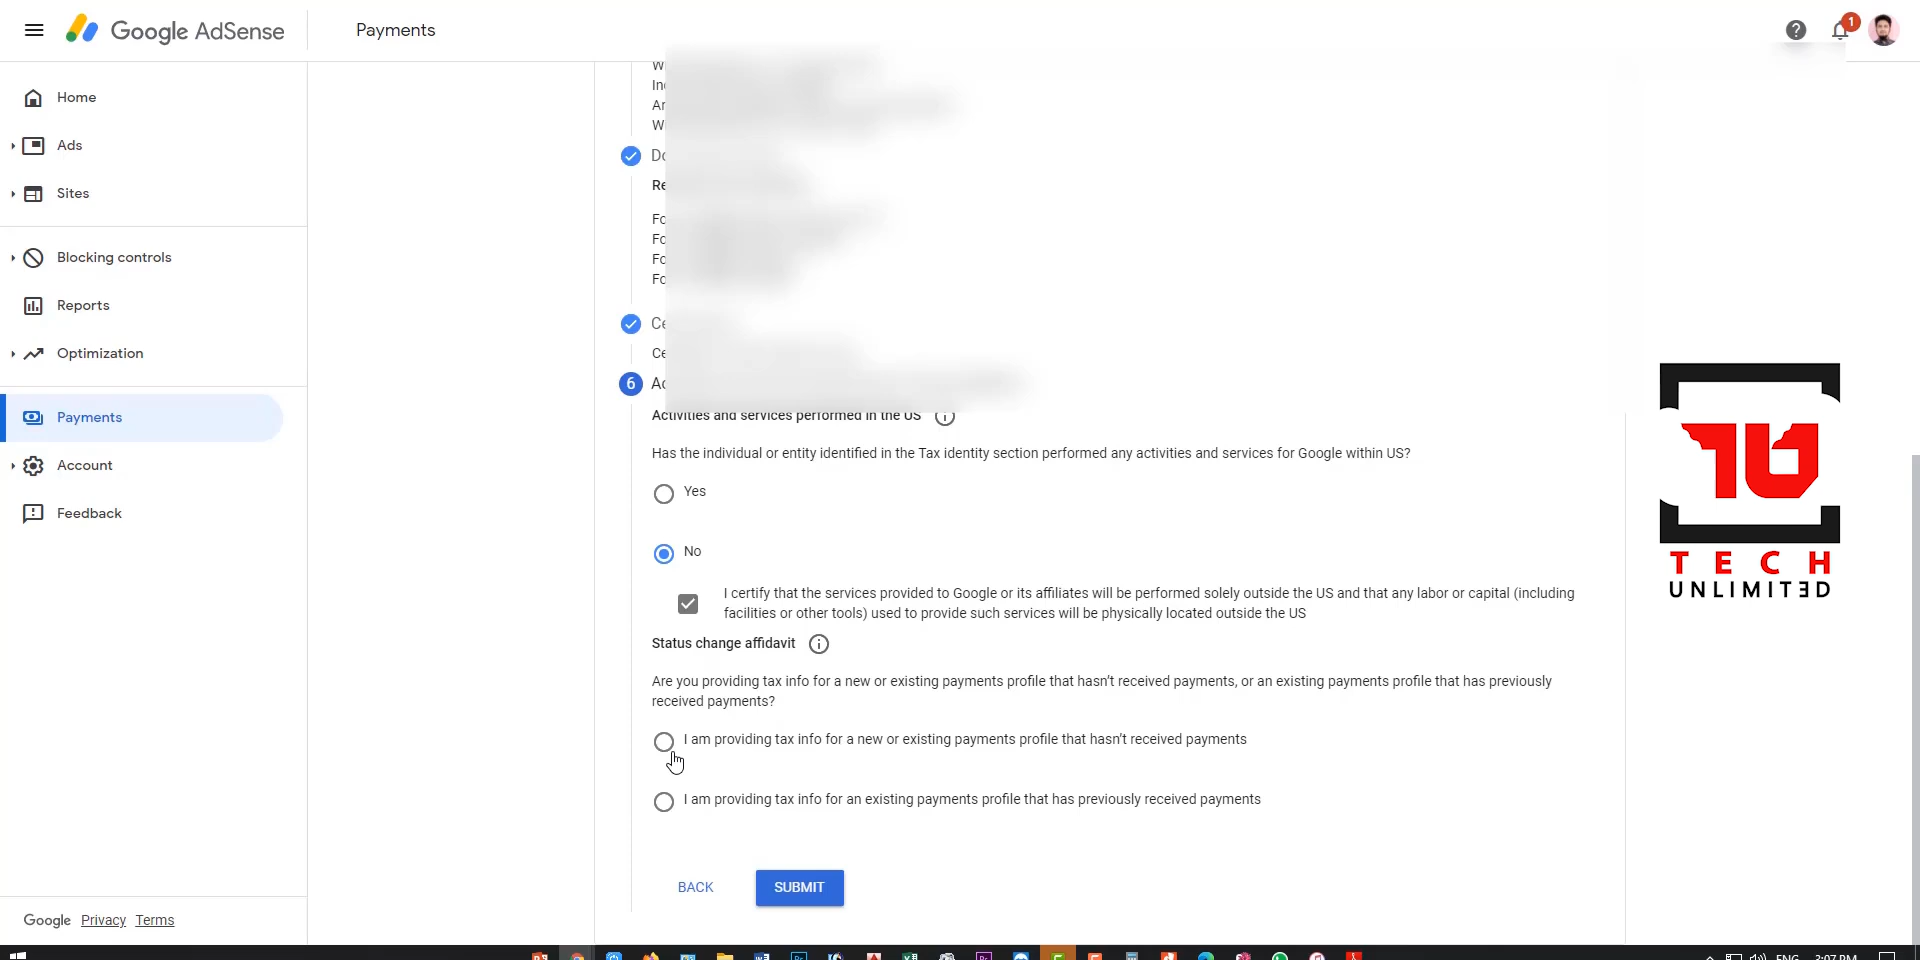 Google AdSense
Payments
1
Home
Ads
Sites
Blocking controls
Reports
Optimization
Payments
Account
Feedback
Google Privacy Terms
6
Activities and services performed in the US
Has the individual or entity identified in the Tax identity section performed any activities and services for Google within US?
Yes
No
I certify that the services provided to Google or its affiliates will be performed solely outside the US and that any labor or capital (including
facilities or other tools) used to provide such services will be physically located outside the US
Status change affidavit
Are you providing tax info for a new or existing payments profile that hasn't received payments, or an existing payments profile that has previously
received payments?
I am providing tax info for a new or existing payments profile that hasn't received payments
I am providing tax info for an existing payments profile that has previously received payments
BACK
SUBMIT
TECH
UNLIMITED
ENG
3:07 PM